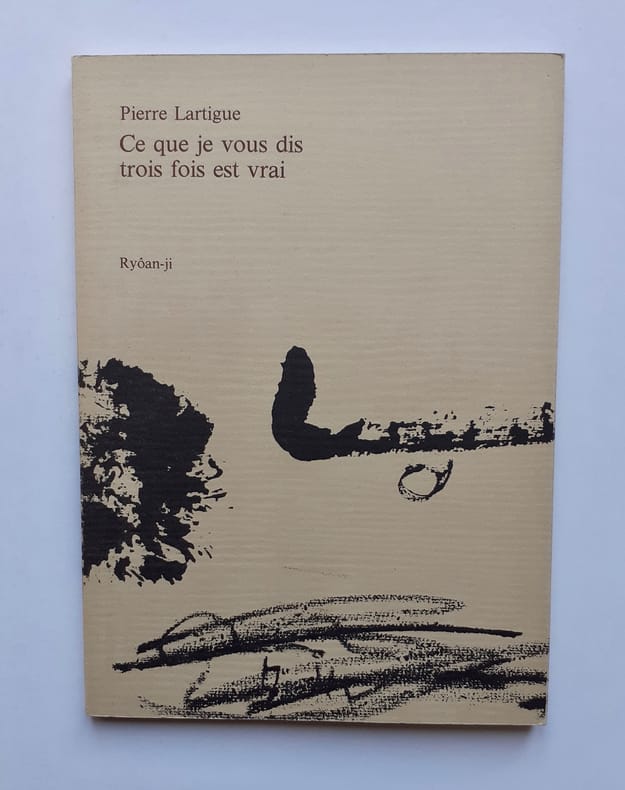 Pierre Lartigue
Ce que je vous dis
trois fois est vrai
Ryôan-ji